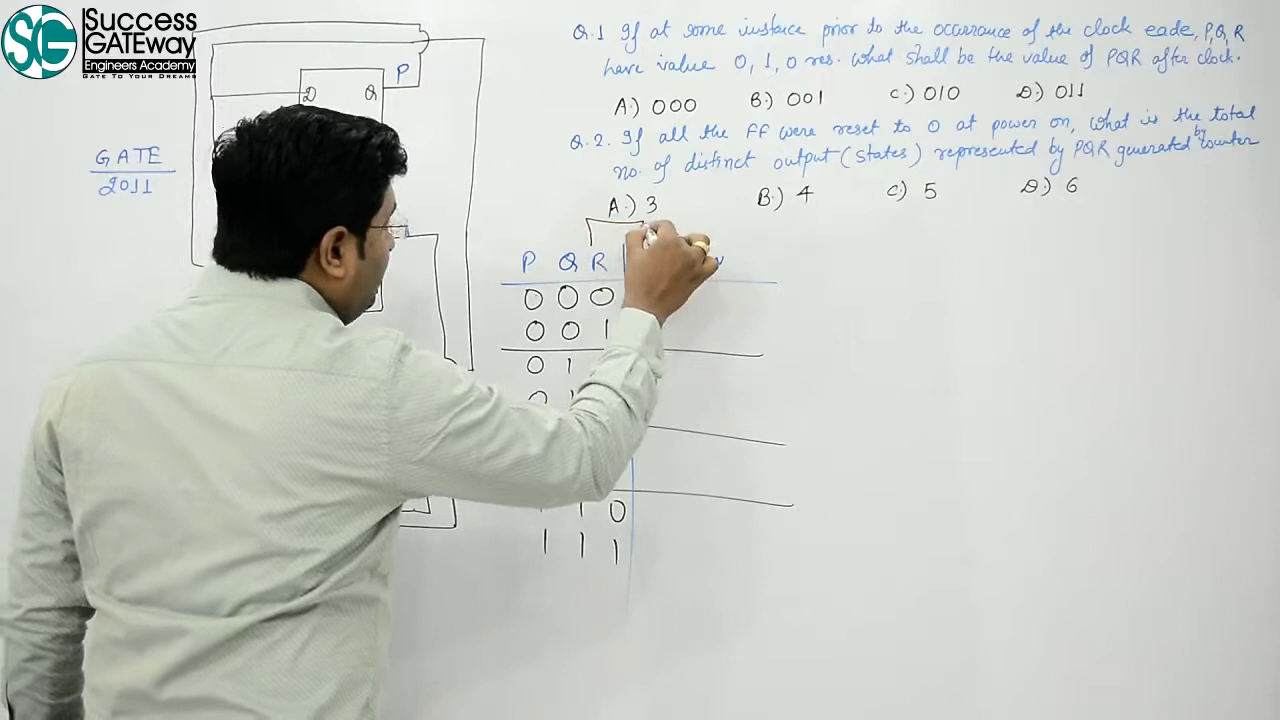 SG
Success
GATEway
Engineers Academy
GATE To Your DREAMS
GATE
2011
D Q P
Q.1 If at some instance prior to the occurance of the clock eade, P, Q, R
have value 0, 1, 0 res. what shall be the value of PQR after clock.
A.) 000 B.) 001 C.) 010 D.) 011
Q.2. If all the FF were reset to 0 at power on, what is the total
no. of distinct output (states) represented by PQR generated by counter
A.) 3 B.) 4 C.) 5 D.) 6
P Q R
0 0 0
0 0 1
0 1
0 1
1 1 0
1 1 1